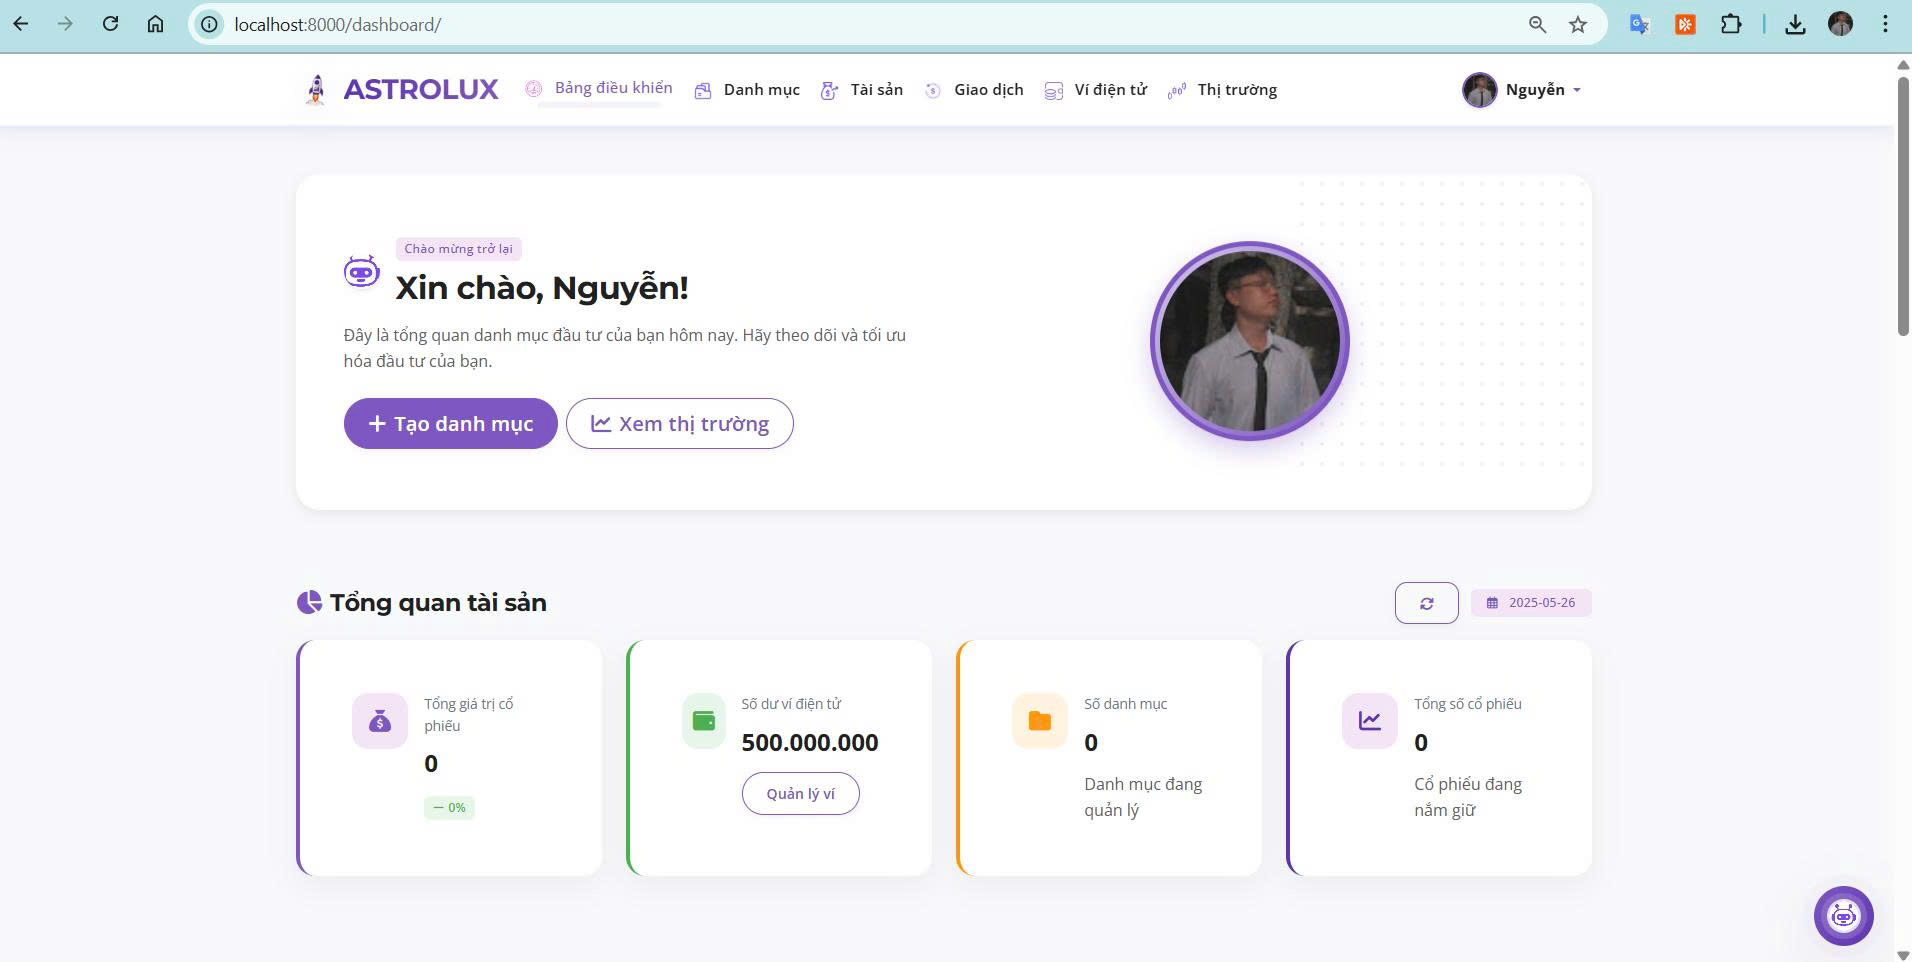 localhost:8000/dashboard/
ASTROLUX
Bảng điều khiển
Danh mục
Tài sản
Giao dịch
Ví điện tử
Thị trường
Nguyễn
Chào mừng trở lại
Xin chào, Nguyễn!
Đây là tổng quan danh mục đầu tư của bạn hôm nay. Hãy theo dõi và tối ưu
hóa đầu tư của bạn.
Tạo danh mục
Xem thị trường
Tổng quan tài sản
2025-05-26
Tổng giá trị cổ
phiếu
0
— 0%
Số dư ví điện tử
500.000.000
Quản lý ví
Số danh mục
0
Danh mục đang
quản lý
Tổng số cổ phiếu
0
Cổ phiếu đang
nắm giữ